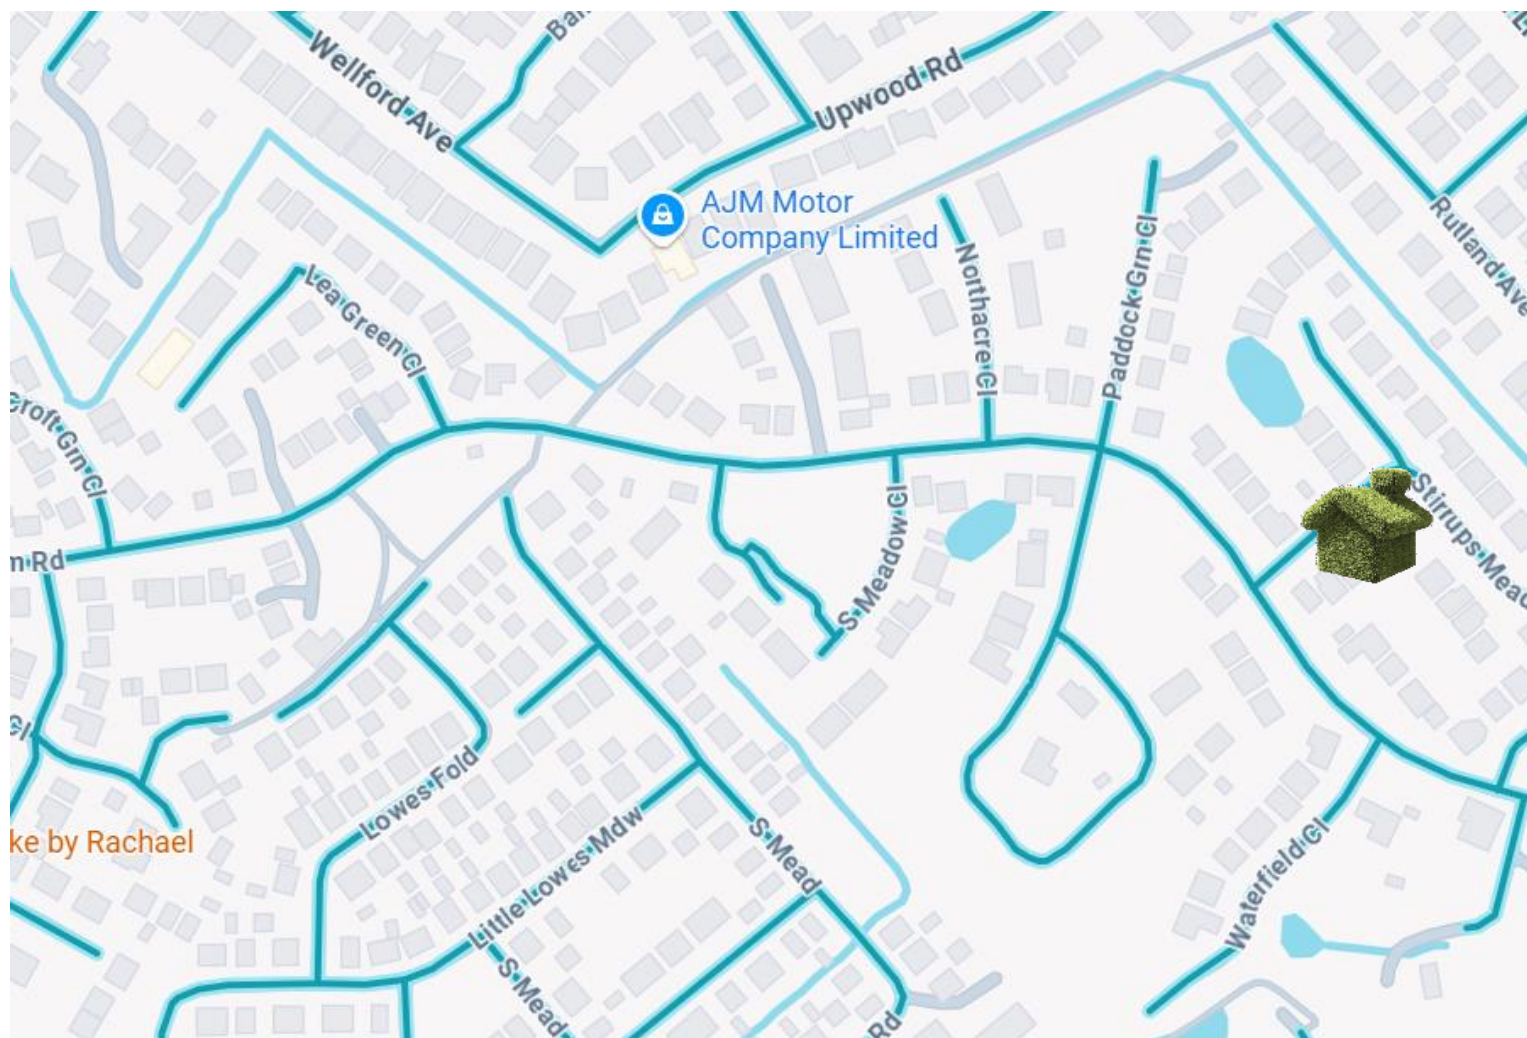 Wellford Ave
Upwood Rd
AJM Motor
Company Limited
Rutland Ave
Lea Green Cl
Northacre Cl
Paddock Grn Cl
Croft Grn Cl
Stirrups Mead
S Meadow Cl
m Rd
Cl
Lowes Fold
ke by Rachael
S Mead
Little Lowes Mdw
Waterfield Cl
S Mead
Rd